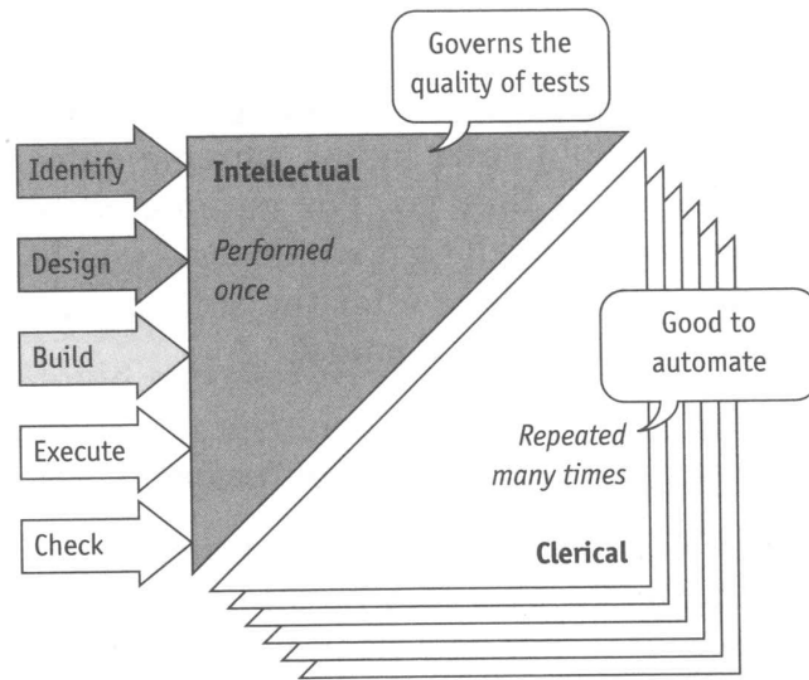 Governs the
quality of tests
Identify
Intellectual
Design
Performed
once
Build
Good to
automate
Execute
Repeated
many times
Check
Clerical